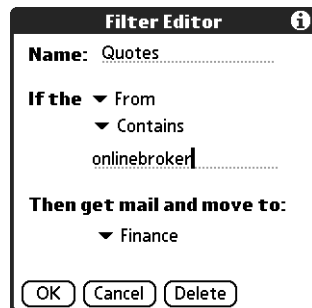 Filter Editor
Name: Quotes
If the From
Contains
onlinebroker
Then get mail and move to:
Finance
OK Cancel Delete